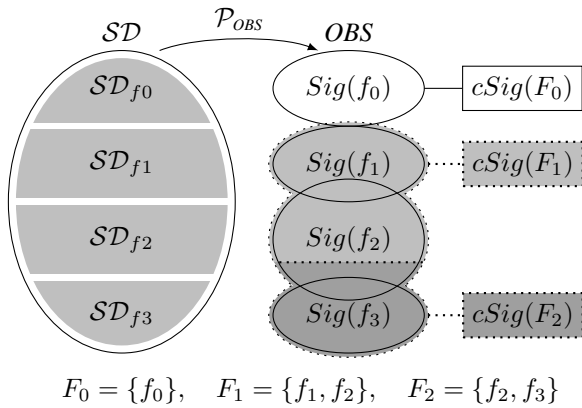 SD P_OBS OBS
SD_f0 Sig(f_0) cSig(F_0)
SD_f1 Sig(f_1) cSig(F_1)
SD_f2 Sig(f_2)
SD_f3 Sig(f_3) cSig(F_2)
F_0 = {f_0}, F_1 = {f_1, f_2}, F_2 = {f_2, f_3}